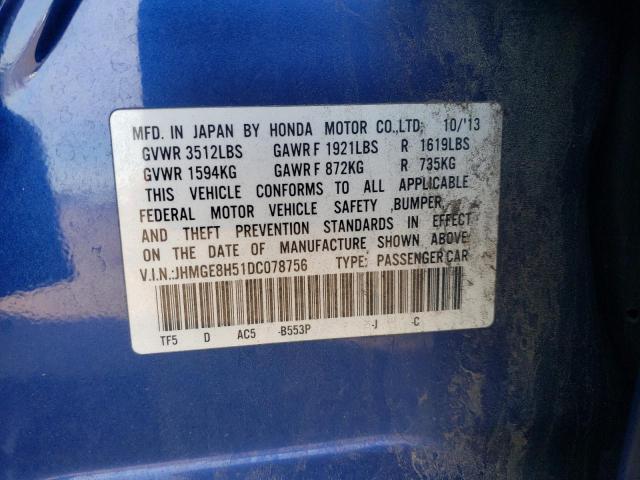 MFD. IN JAPAN BY HONDA MOTOR CO.,LTD. 10/'13
GVWR 3512LBS GAWR F 1921LBS R 1619LBS
GVWR 1594KG GAWR F 872KG R 735KG
THIS VEHICLE CONFORMS TO ALL APPLICABLE
FEDERAL MOTOR VEHICLE SAFETY ,BUMPER,
AND THEFT PREVENTION STANDARDS IN EFFECT
ON THE DATE OF MANUFACTURE SHOWN ABOVE.
V.I.N.:JHMGE8H51DC078756 TYPE: PASSENGER CAR
TF5 D AC5 -B553P -J -C